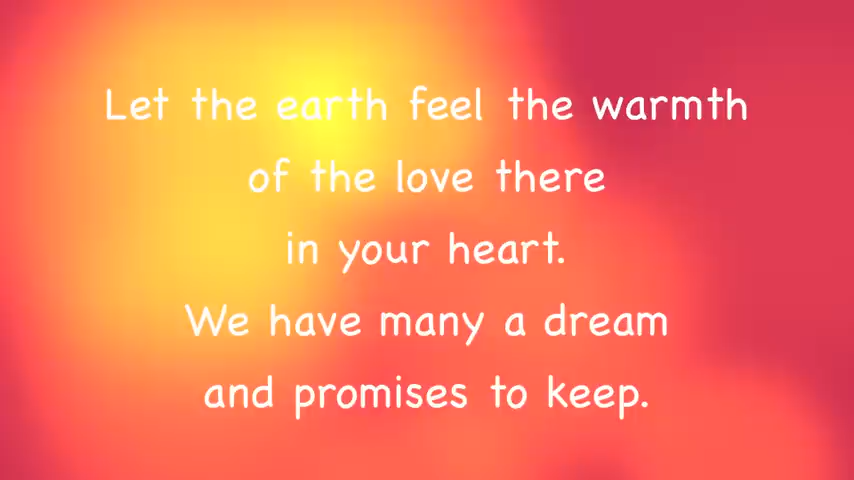 Let the earth feel the warmth
of the love there
in your heart.
We have many a dream
and promises to keep.